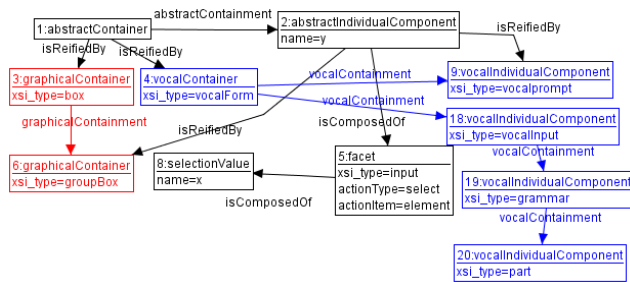 abstractContainment
1:abstractContainer
2:abstractIndividualComponent
name=y
isReifiedBy
isReifiedBy
isReifiedBy
3:graphicalContainer
xsi_type=box
4:vocalContainer
xsi_type=vocalForm
vocalContainment
9:vocalIndividualComponent
xsi_type=vocalprompt
vocalContainment
graphicalContainment
isReifiedBy
isComposedOf
18:vocalIndividualComponent
xsi_type=vocalInput
vocalContainment
6:graphicalContainer
xsi_type=groupBox
8:selectionValue
name=x
5:facet
xsi_type=input
actionType=select
actionItem=element
isComposedOf
19:vocalIndividualComponent
xsi_type=grammar
vocalContainment
20:vocalIndividualComponent
xsi_type=part